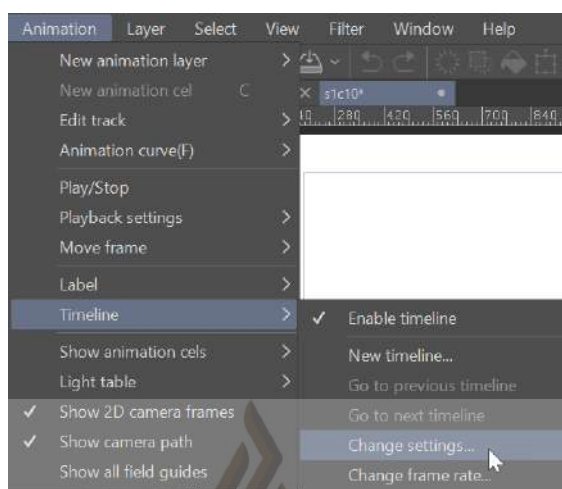 Animation Layer Select View Filter Window Help
New animation layer
New animation cel C
s1c10*
Edit track
280 420 560 700 840
Animation curve(F)
Play/Stop
Playback settings
Move frame
Label
Timeline
Enable timeline
Show animation cels
New timeline...
Light table
Go to previous timeline
Show 2D camera frames
Go to next timeline
Show camera path
Change settings...
Show all field guides
Change frame rate...